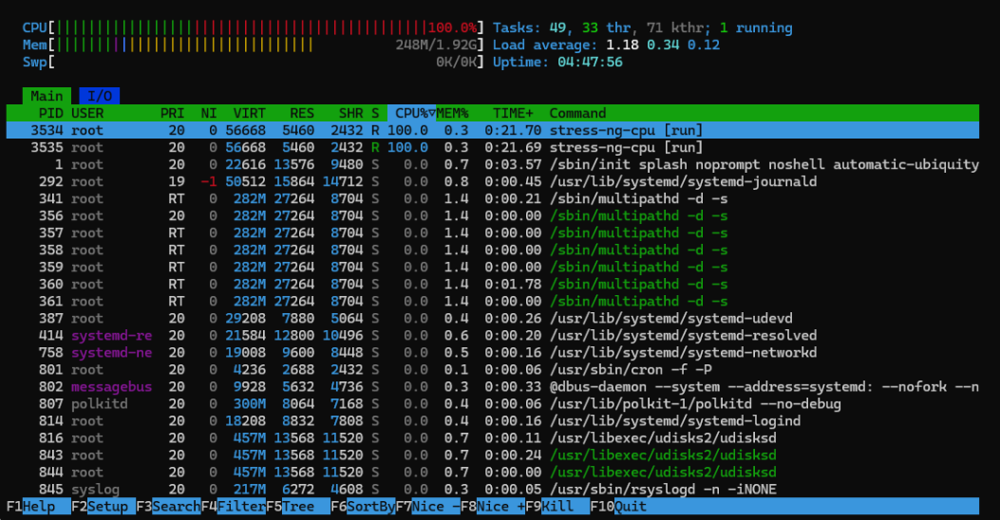 CPU[||||||||||||||||||||||||||||||||||||||||||||||100.0%] Tasks: 49, 33 thr, 71 kthr; 1 running
Mem[||||||||||||||||||||||||||||||||          248M/1.92G] Load average: 1.18 0.34 0.12
Swp[                                               0K/0K] Uptime: 04:47:56
Main I/O
PID USER PRI NI VIRT RES SHR S CPU%▽MEM% TIME+ Command
3534 root 20 0 56668 5460 2432 R 100.0 0.3 0:21.70 stress-ng-cpu [run]
3535 root 20 0 56668 5460 2432 R 100.0 0.3 0:21.69 stress-ng-cpu [run]
1 root 20 0 22616 13576 9480 S 0.0 0.7 0:03.57 /sbin/init splash noprompt noshell automatic-ubiquity
292 root 19 -1 50512 15864 14712 S 0.0 0.8 0:00.45 /usr/lib/systemd/systemd-journald
341 root RT 0 282M 27264 8704 S 0.0 1.4 0:00.21 /sbin/multipathd -d -s
356 root 20 0 282M 27264 8704 S 0.0 1.4 0:00.00 /sbin/multipathd -d -s
357 root RT 0 282M 27264 8704 S 0.0 1.4 0:00.00 /sbin/multipathd -d -s
358 root RT 0 282M 27264 8704 S 0.0 1.4 0:00.00 /sbin/multipathd -d -s
359 root RT 0 282M 27264 8704 S 0.0 1.4 0:00.00 /sbin/multipathd -d -s
360 root RT 0 282M 27264 8704 S 0.0 1.4 0:01.78 /sbin/multipathd -d -s
361 root RT 0 282M 27264 8704 S 0.0 1.4 0:00.00 /sbin/multipathd -d -s
387 root 20 0 29208 7880 5064 S 0.0 0.4 0:00.26 /usr/lib/systemd/systemd-udevd
414 systemd-re 20 0 21584 12800 10496 S 0.0 0.6 0:00.20 /usr/lib/systemd/systemd-resolved
758 systemd-ne 20 0 19008 9600 8448 S 0.0 0.5 0:00.16 /usr/lib/systemd/systemd-networkd
801 root 20 0 4236 2688 2432 S 0.0 0.1 0:00.06 /usr/sbin/cron -f -P
802 messagebus 20 0 9928 5632 4736 S 0.0 0.3 0:00.33 @dbus-daemon --system --address=systemd: --nofork --n
807 polkitd 20 0 300M 8064 7168 S 0.0 0.4 0:00.06 /usr/lib/polkit-1/polkitd --no-debug
814 root 20 0 18208 8832 7808 S 0.0 0.4 0:00.16 /usr/lib/systemd/systemd-logind
816 root 20 0 457M 13568 11520 S 0.0 0.7 0:00.11 /usr/libexec/udisks2/udisksd
843 root 20 0 457M 13568 11520 S 0.0 0.7 0:00.24 /usr/libexec/udisks2/udisksd
844 root 20 0 457M 13568 11520 S 0.0 0.7 0:00.00 /usr/libexec/udisks2/udisksd
845 syslog 20 0 217M 6272 4608 S 0.0 0.3 0:00.05 /usr/sbin/rsyslogd -n -iNONE
F1Help F2Setup F3SearchF4FilterF5Tree F6SortByF7Nice -F8Nice +F9Kill F10Quit